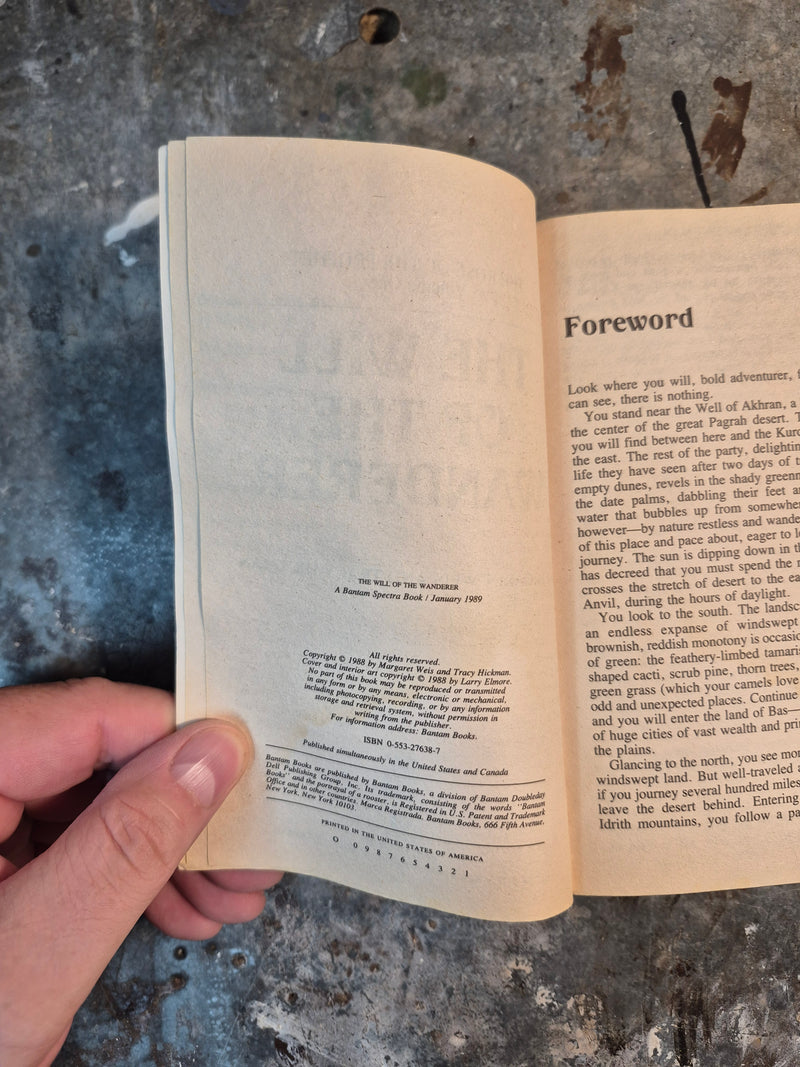 THE WILL OF THE WANDERER
A Bantam Spectra Book / January 1989
All rights reserved.
Copyright © 1988 by Margaret Weis and Tracy Hickman.
Cover and interior art copyright © 1988 by Larry Elmore.
No part of this book may be reproduced or transmitted
in any form or by any means, electronic or mechanical,
including photocopying, recording, or by any information
storage and retrieval system, without permission in
writing from the publisher.
For information address: Bantam Books.
ISBN 0-553-27638-7
Published simultaneously in the United States and Canada
Bantam Books are published by Bantam Books, a division of Bantam Doubleday
Dell Publishing Group, Inc. Its trademark, consisting of the words "Bantam
Books" and the portrayal of a rooster, is Registered in U.S. Patent and Trademark
Office and in other countries. Marca Registrada. Bantam Books, 666 Fifth Avenue,
New York, New York 10103.
PRINTED IN THE UNITED STATES OF AMERICA
O 0 9 8 7 6 5 4 3 2 1
Foreword
Look where you will, bold adventurer,
can see, there is nothing.
You stand near the Well of Akhran, a
the center of the great Pagrah desert.
you will find between here and the
the east. The rest of the party,
life they have seen after two days of
empty dunes, revels in the shady
the date palms, dabbling their feet
water that bubbles up from
however—by nature restless and
of this place and pace about, eager to
journey. The sun is dipping down in
has decreed that you must spend the
crosses the stretch of desert to the
Anvil, during the hours of daylight.
You look to the south. The
an endless expanse of windswept
brownish, reddish monotony is
of green: the feathery-limbed
shaped cacti, scrub pine, thorn trees,
green grass (which your camels love
odd and unexpected places. Continue
and you will enter the land of Bas—
of huge cities of vast wealth and
the plains.
Glancing to the north, you see
windswept land. But well-traveled
if you journey several hundred miles
leave the desert behind. Entering
Idrith mountains, you follow a